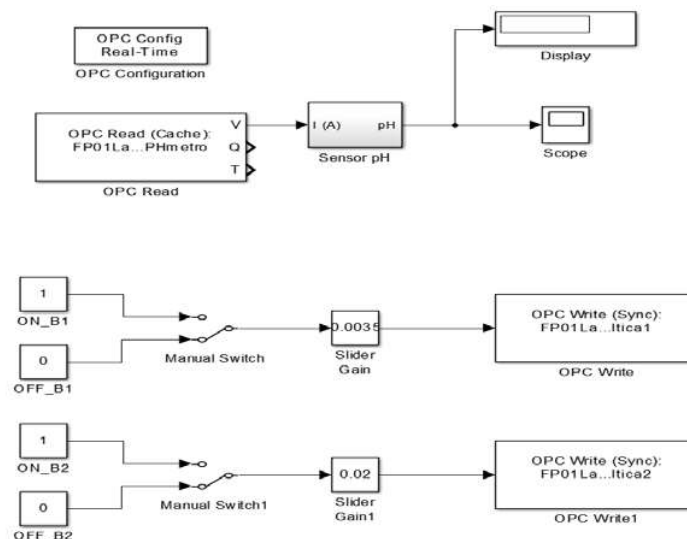 OPC Config
Real-Time
OPC Configuration
Display
OPC Read (Cache):
FP01La...PHmetro
V
Q
T
OPC Read
I (A)
pH
Sensor pH
Scope
1
ON_B1
0
OFF_B1
Manual Switch
0.0035
Slider
Gain
OPC Write (Sync):
FP01La...ltica1
OPC Write
1
ON_B2
0
OFF_B2
Manual Switch1
0.02
Slider
Gain1
OPC Write (Sync):
FP01La...ltica2
OPC Write1